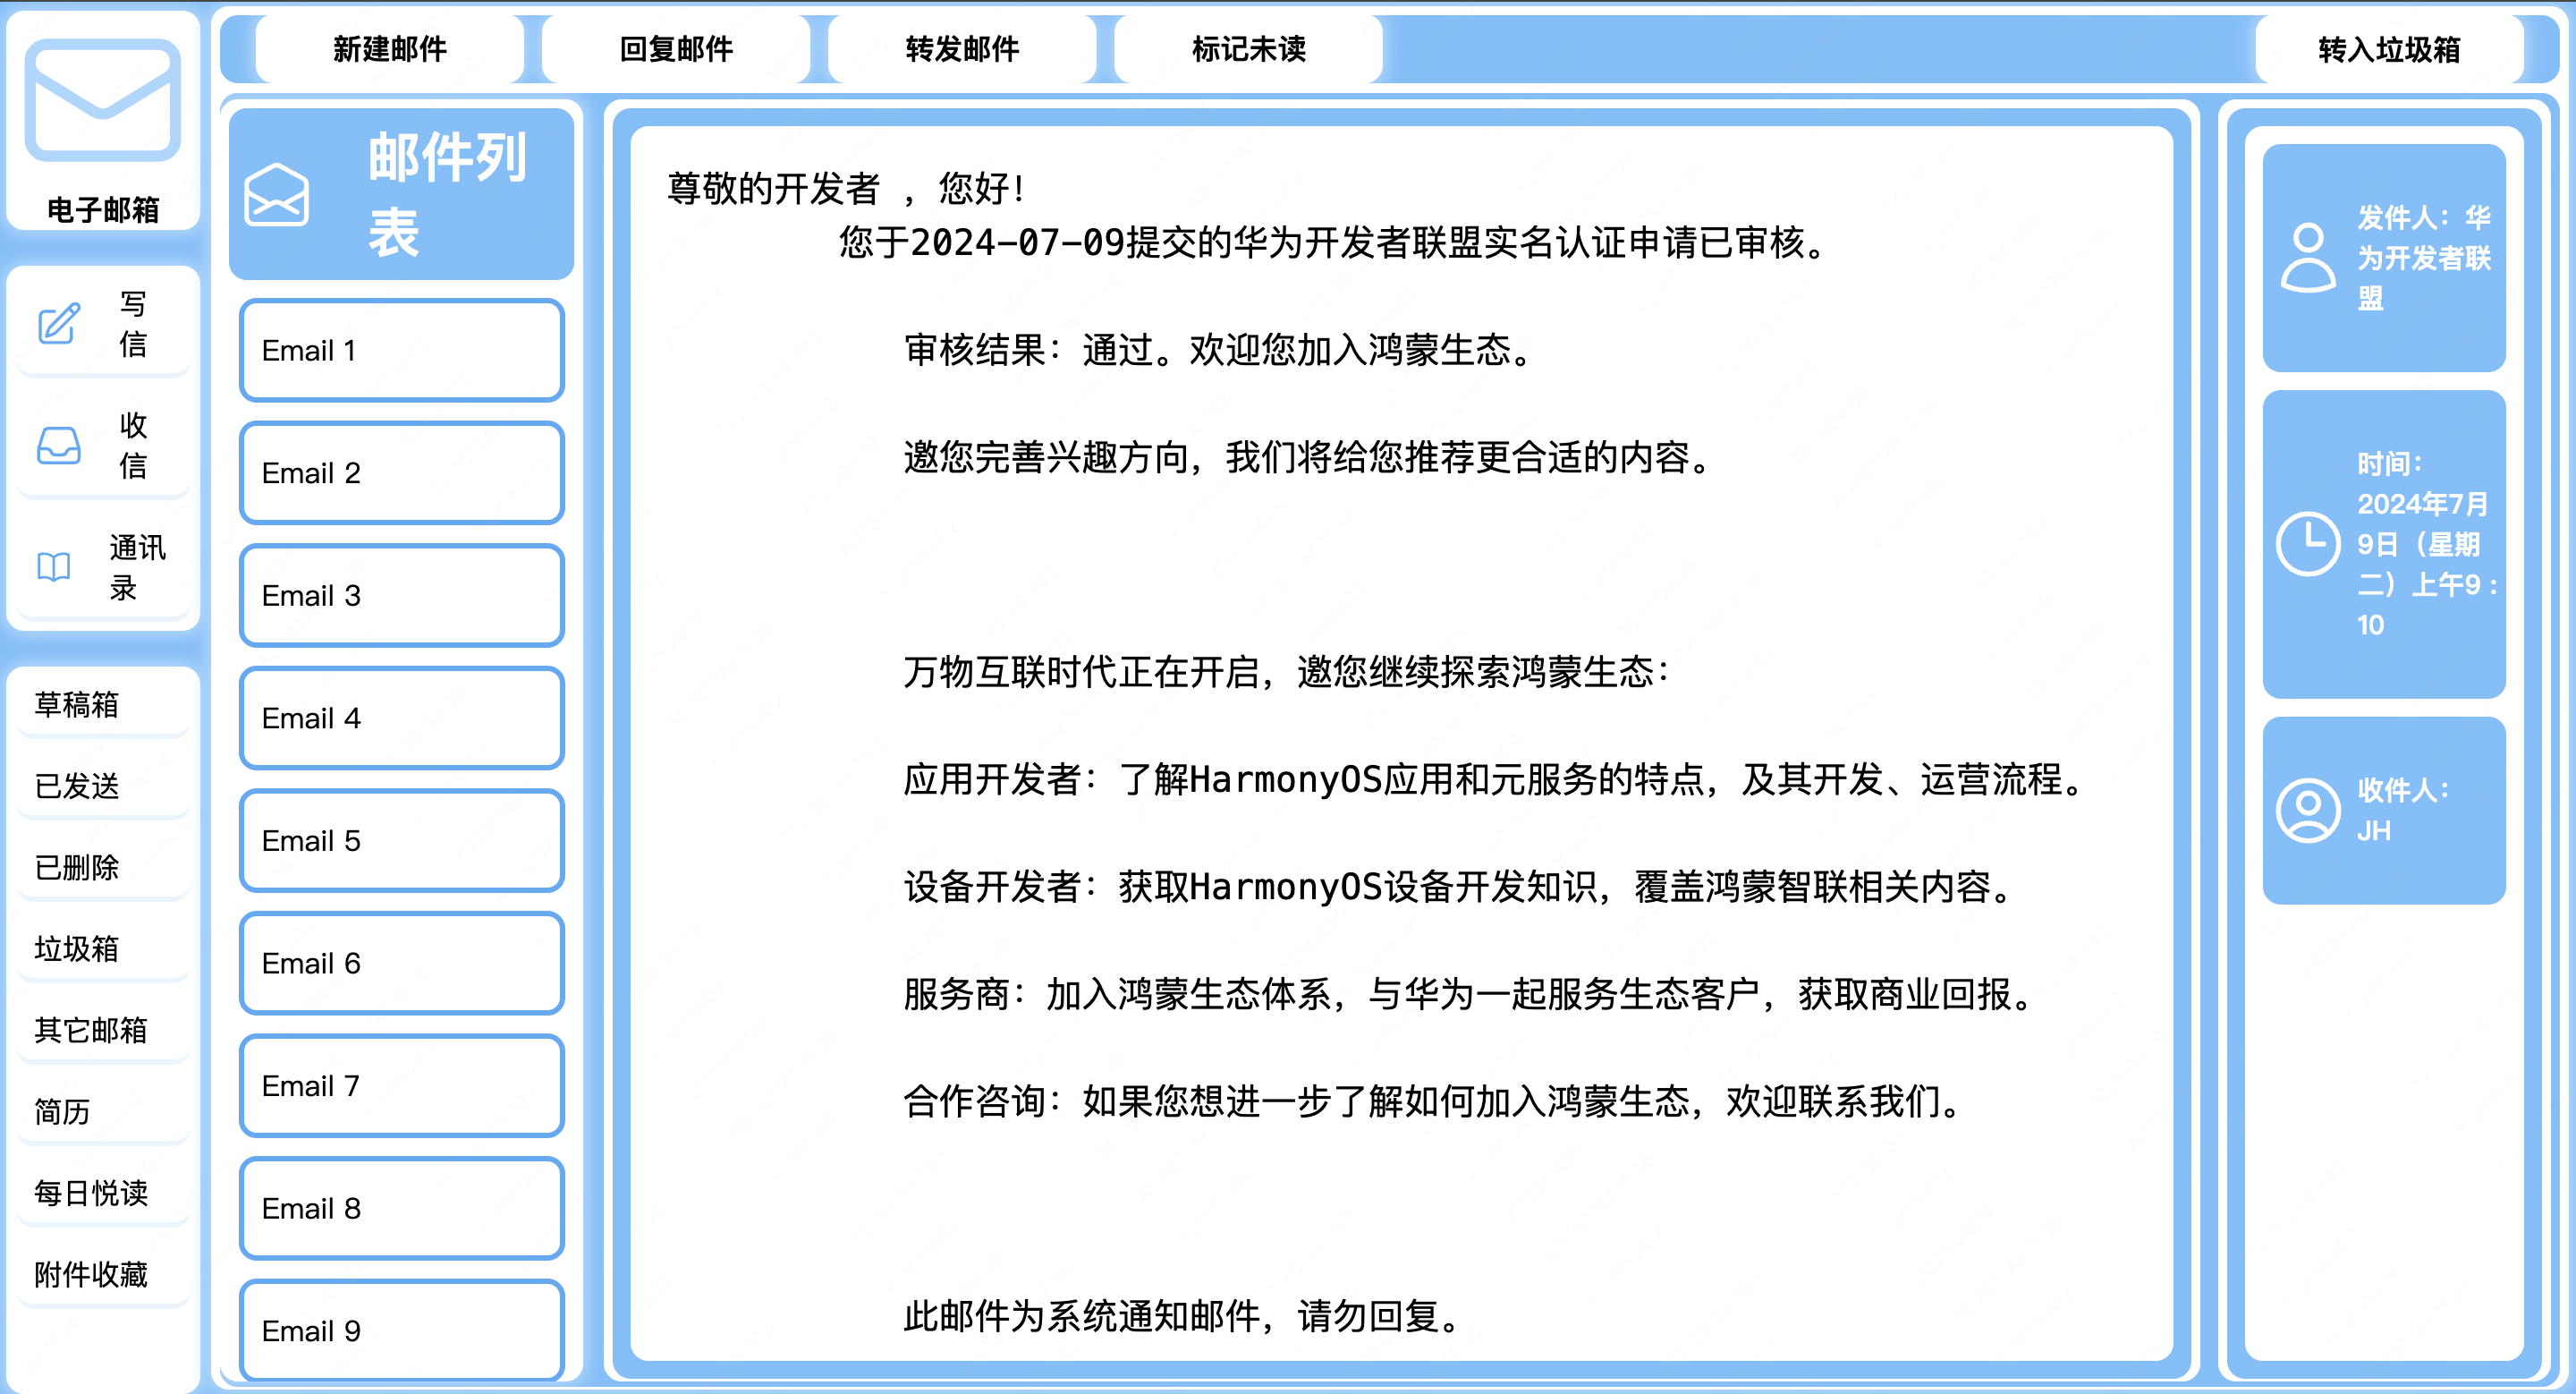 电子邮箱
写
信
收
信
通讯
录
草稿箱
已发送
已删除
垃圾箱
其它邮箱
简历
每日悦读
附件收藏
新建邮件
回复邮件
转发邮件
标记未读
转入垃圾箱
邮件列
表
Email 1
Email 2
Email 3
Email 4
Email 5
Email 6
Email 7
Email 8
Email 9
尊敬的开发者 ，您好！
您于2024-07-09提交的华为开发者联盟实名认证申请已审核。
审核结果：通过。欢迎您加入鸿蒙生态。
邀您完善兴趣方向，我们将给您推荐更合适的内容。
万物互联时代正在开启，邀您继续探索鸿蒙生态：
应用开发者：了解HarmonyOS应用和元服务的特点，及其开发、运营流程。
设备开发者：获取HarmonyOS设备开发知识，覆盖鸿蒙智联相关内容。
服务商：加入鸿蒙生态体系，与华为一起服务生态客户，获取商业回报。
合作咨询：如果您想进一步了解如何加入鸿蒙生态，欢迎联系我们。
此邮件为系统通知邮件，请勿回复。
发件人：华
为开发者联
盟
时间：
2024年7月
9日（星期
二）上午9：
10
收件人：
JH